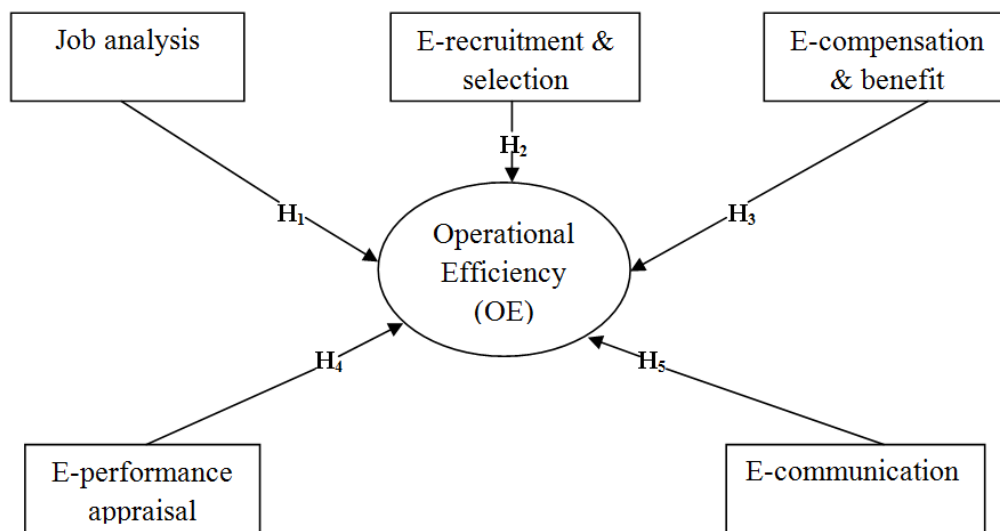 Job analysis
E-recruitment &
selection
E-compensation
& benefit
H₂
H₁
H₃
Operational
Efficiency
(OE)
H₄
H₅
E-performance
appraisal
E-communication